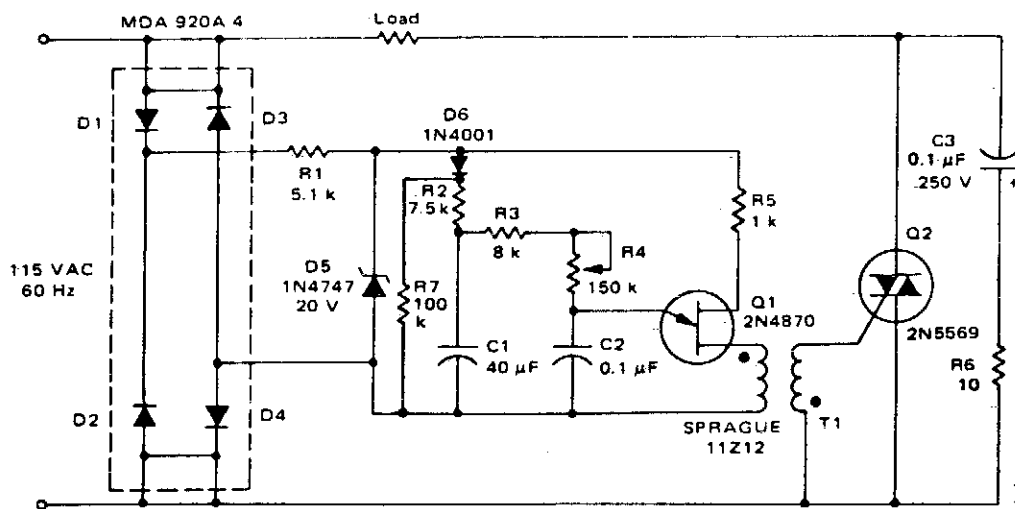 MDA 920A 4
Load
D1
D3
D6
1N4001
R1
5.1 k
R2
7.5 k
R3
8 k
R4
150 k
R5
1 k
C3
0.1 µF
.250 V
+
Q2
2N5569
115 VAC
60 Hz
D5
1N4747
20 V
R7
100
k
Q1
2N4870
C1
40 µF
C2
0.1 µF
R6
10
D2
D4
SPRAGUE
11Z12
T1